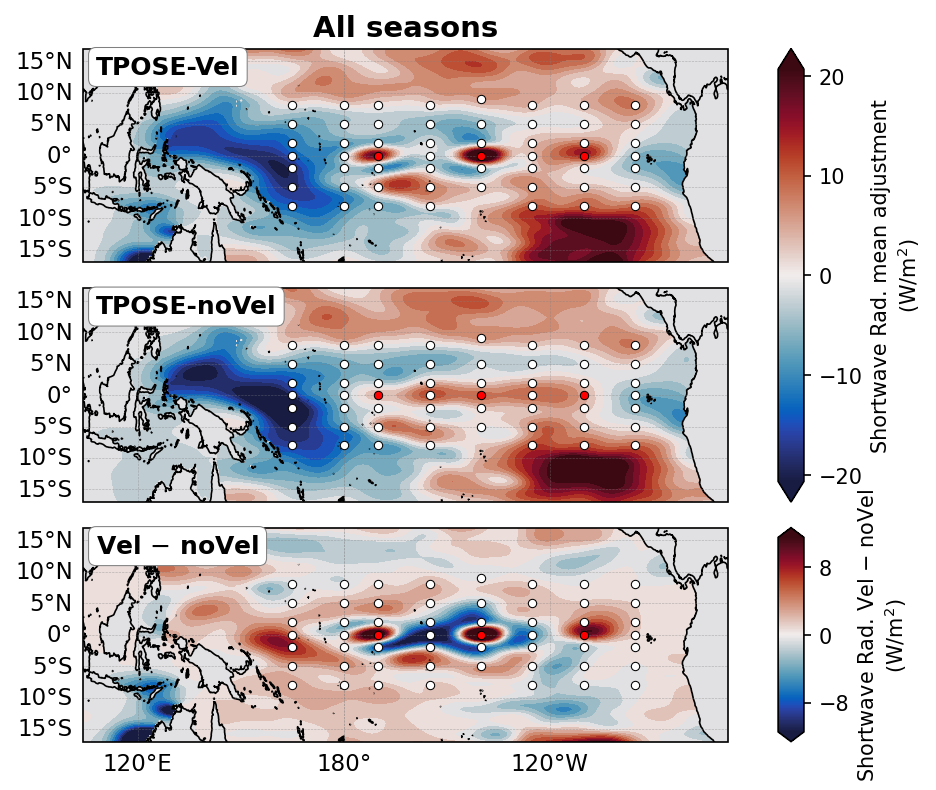 All seasons
TPOSE-Vel
15°N
10°N
5°N
0°
5°S
10°S
15°S
20
10
0
−10
−20
Shortwave Rad. mean adjustment
(W/m²)
TPOSE-noVel
15°N
10°N
5°N
0°
5°S
10°S
15°S
Vel − noVel
15°N
10°N
5°N
0°
5°S
10°S
15°S
120°E
180°
120°W
8
0
−8
Shortwave Rad. Vel − noVel
(W/m²)